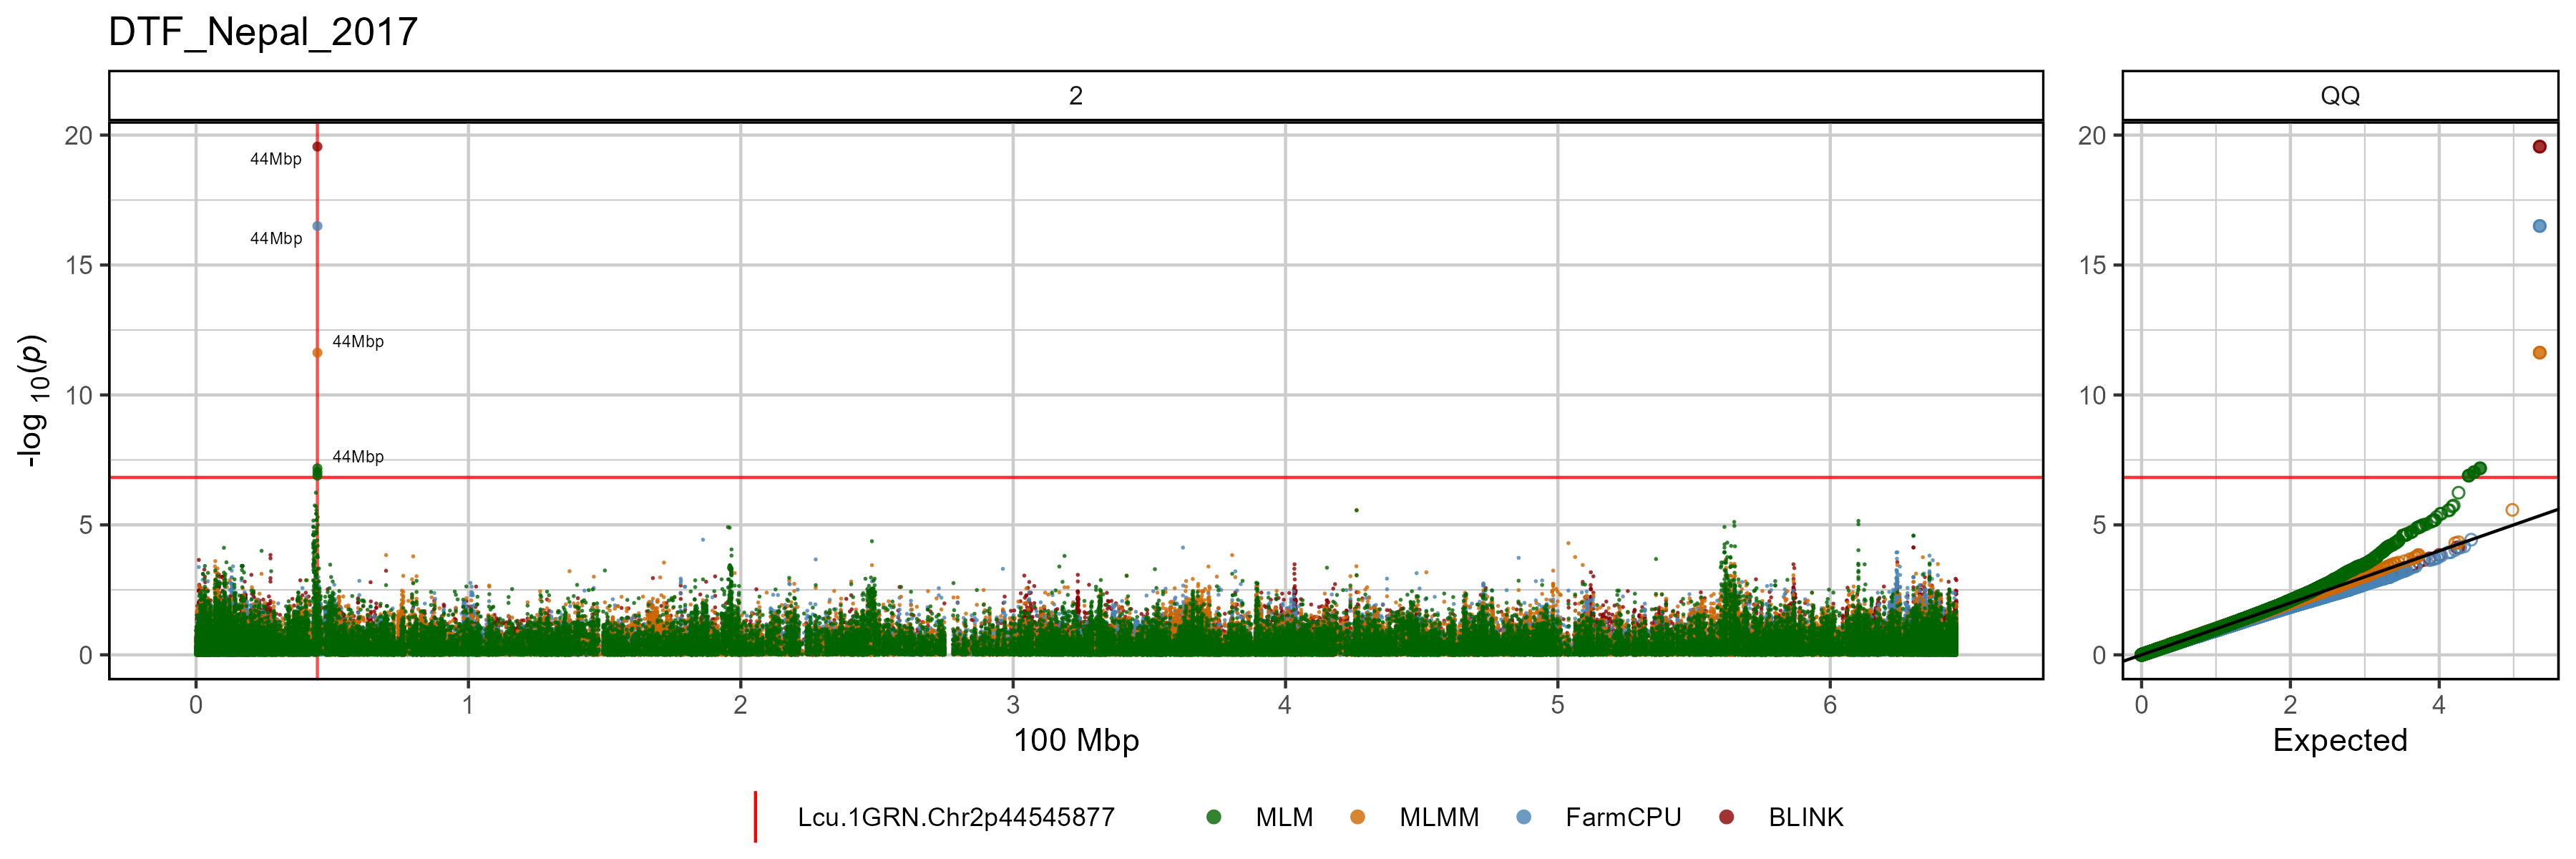 DTF_Nepal_2017
2
QQ
20
15
10
5
0
-log 10(p)
44Mbp
44Mbp
44Mbp
44Mbp
0 1 2 3 4 5 6
100 Mbp
20
15
10
5
0
0 2 4
Expected
Lcu.1GRN.Chr2p44545877 MLM MLMM FarmCPU BLINK